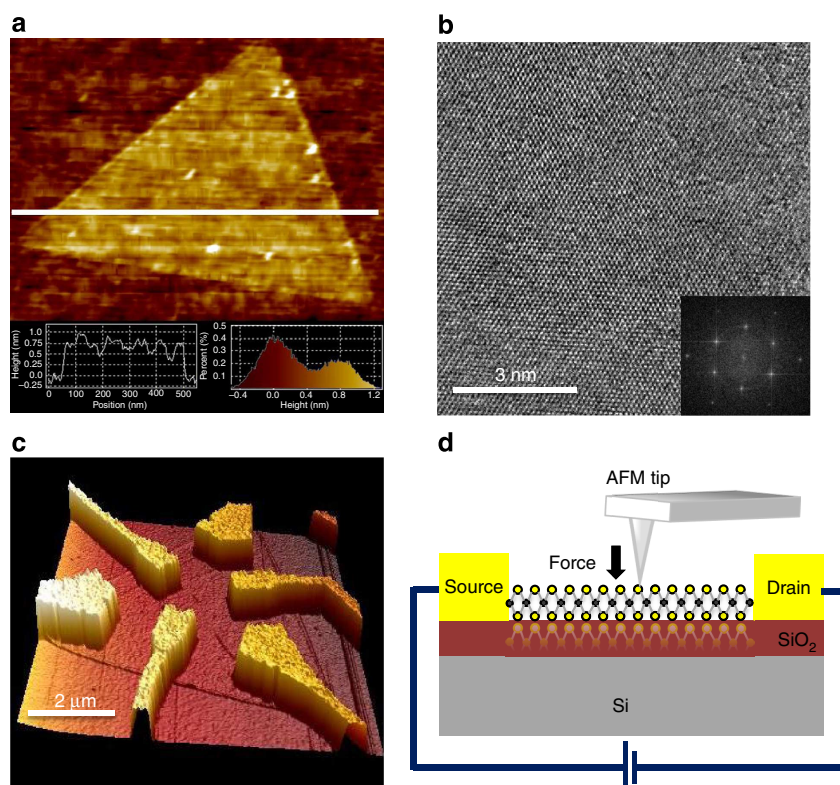 a
b
1.0
0.75
0.5
0.25
0.0
−0.25
Height (nm)
0 100 200 300 400 500
Position (nm)
0.5
0.4
0.3
0.2
0.1
Percent (%)
−0.4 0.0 0.4 0.8 1.2
Height (nm)
3 nm
c
d
2 μm
AFM tip
Force
Source
Drain
SiO₂
Si